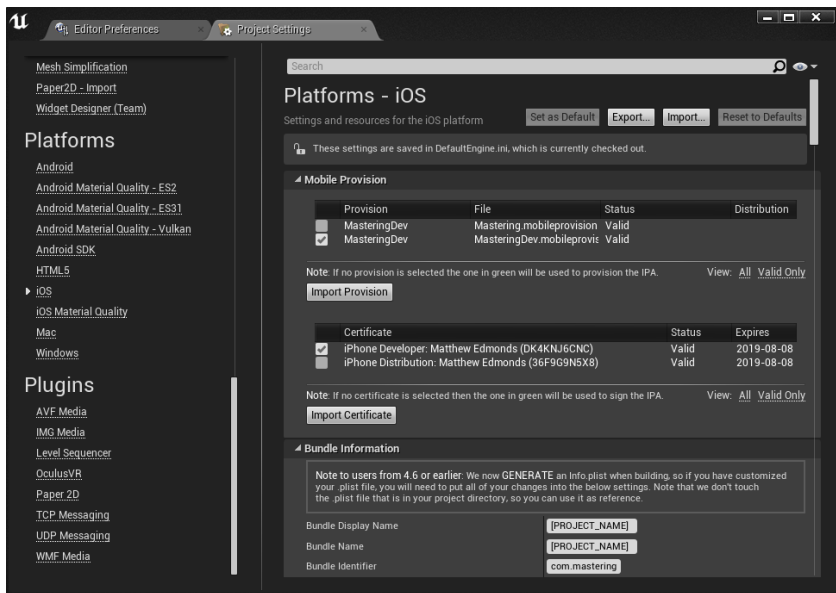 Editor Preferences
Project Settings
Mesh Simplification
Paper2D - Import
Widget Designer (Team)
Platforms
Android
Android Material Quality - ES2
Android Material Quality - ES31
Android Material Quality - Vulkan
Android SDK
HTML5
iOS
iOS Material Quality
Mac
Windows
Plugins
AVF Media
IMG Media
Level Sequencer
OculusVR
Paper 2D
TCP Messaging
UDP Messaging
WMF Media
Search
Platforms - iOS
Settings and resources for the iOS platform
Set as Default Export... Import... Reset to Defaults
These settings are saved in DefaultEngine.ini, which is currently checked out.
Mobile Provision
Provision File Status Distribution
MasteringDev Mastering.mobileprovision Valid
MasteringDev MasteringDev.mobileprovis Valid
Note: If no provision is selected the one in green will be used to provision the IPA. View: All Valid Only
Import Provision
Certificate Status Expires
iPhone Developer: Matthew Edmonds (DK4KNJ6CNC) Valid 2019-08-08
iPhone Distribution: Matthew Edmonds (36F9G9N5X8) Valid 2019-08-08
Note: If no certificate is selected then the one in green will be used to sign the IPA. View: All Valid Only
Import Certificate
Bundle Information
Note to users from 4.6 or earlier: We now GENERATE an Info.plist when building, so if you have customized
your .plist file, you will need to put all of your changes into the below settings. Note that we don't touch
the .plist file that is in your project directory, so you can use it as reference.
Bundle Display Name [PROJECT_NAME]
Bundle Name [PROJECT_NAME]
Bundle Identifier com.mastering